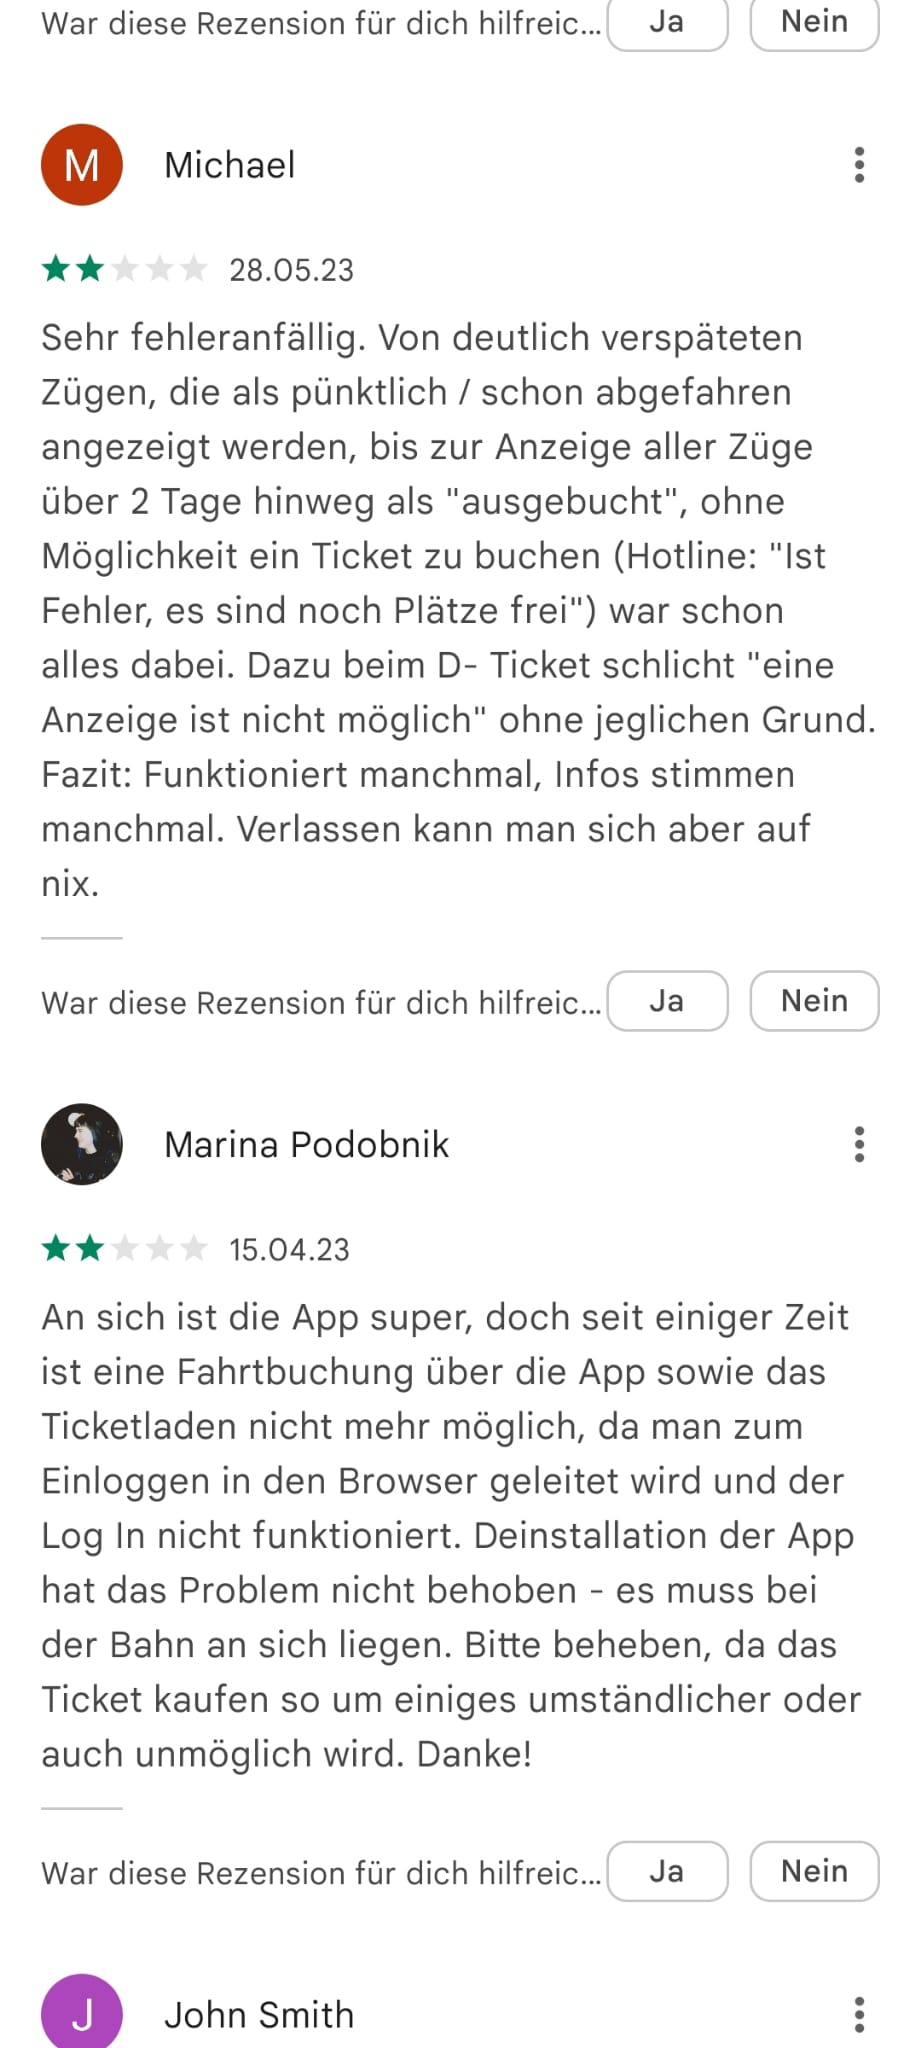 War diese Rezension für dich hilfreic... Ja Nein
M Michael
28.05.23
Sehr fehleranfällig. Von deutlich verspäteten
Zügen, die als pünktlich / schon abgefahren
angezeigt werden, bis zur Anzeige aller Züge
über 2 Tage hinweg als "ausgebucht", ohne
Möglichkeit ein Ticket zu buchen (Hotline: "Ist
Fehler, es sind noch Plätze frei") war schon
alles dabei. Dazu beim D- Ticket schlicht "eine
Anzeige ist nicht möglich" ohne jeglichen Grund.
Fazit: Funktioniert manchmal, Infos stimmen
manchmal. Verlassen kann man sich aber auf
nix.
War diese Rezension für dich hilfreic... Ja Nein
Marina Podobnik
15.04.23
An sich ist die App super, doch seit einiger Zeit
ist eine Fahrtbuchung über die App sowie das
Ticketladen nicht mehr möglich, da man zum
Einloggen in den Browser geleitet wird und der
Log In nicht funktioniert. Deinstallation der App
hat das Problem nicht behoben - es muss bei
der Bahn an sich liegen. Bitte beheben, da das
Ticket kaufen so um einiges umständlicher oder
auch unmöglich wird. Danke!
War diese Rezension für dich hilfreic... Ja Nein
J John Smith